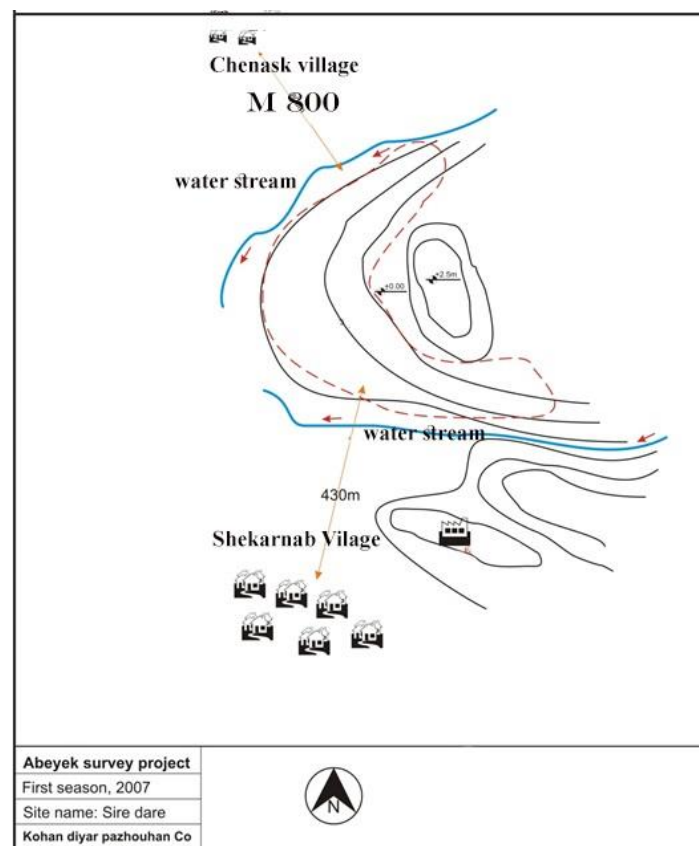 Chenask village
M 800
water stream
+2.5m
+0.00
water stream
430m
Shekarnab Vilage
Abeyek survey project
First season, 2007
Site name: Sire dare
Kohan diyar pazhouhan Co
N